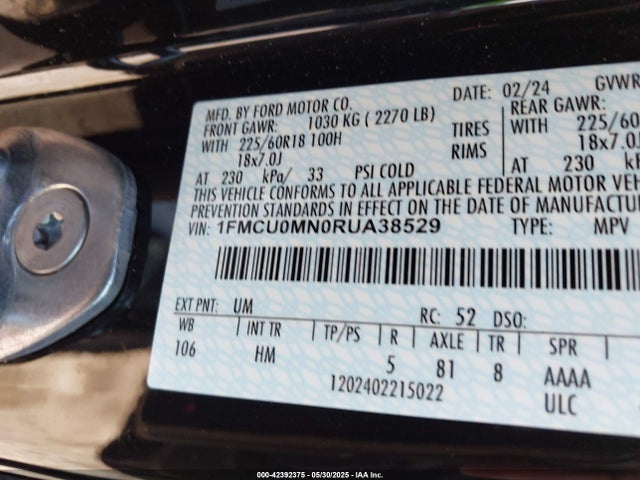 MFD. BY FORD MOTOR CO. DATE: 02/24 GVWR
FRONT GAWR: 1030 KG ( 2270 LB) REAR GAWR:
WITH 225/60R18 100H TIRES WITH 225/60
18x7.0J RIMS 18x7.0
AT 230 kPa/ 33 PSI COLD AT 230 k
THIS VEHICLE CONFORMS TO ALL APPLICABLE FEDERAL MOTOR VEH
PREVENTION STANDARDS IN EFFECT ON THE DATE OF MANUFACTUR
VIN: 1FMCU0MN0RUA38529 TYPE: MPV
EXT PNT: UM RC: 52 DSO:
WB INT TR TP/PS R AXLE TR SPR
106 HM 5 81 8 AAAA
1202402215022 ULC
000-42392375 - 05/30/2025 - IAA Inc.